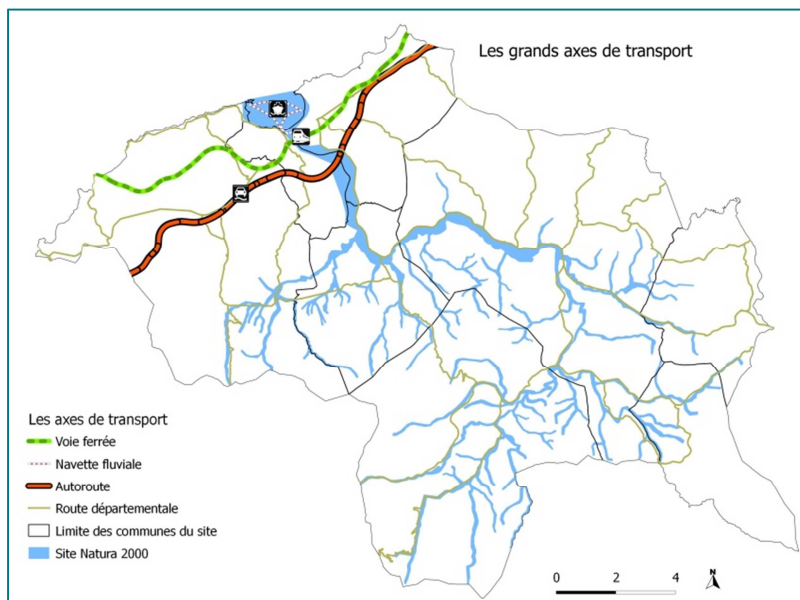 Les grands axes de transport
Les axes de transport
Voie ferrée
Navette fluviale
Autoroute
Route départementale
Limite des communes du site
Site Natura 2000
0 2 4
N